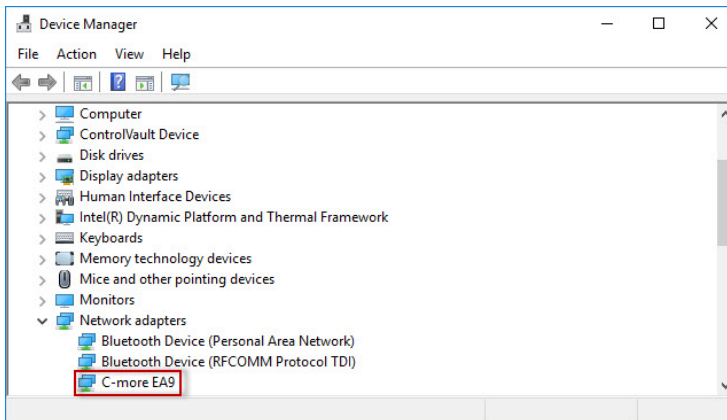 Device Manager
File Action View Help
Computer
ControlVault Device
Disk drives
Display adapters
Human Interface Devices
Intel(R) Dynamic Platform and Thermal Framework
Keyboards
Memory technology devices
Mice and other pointing devices
Monitors
Network adapters
Bluetooth Device (Personal Area Network)
Bluetooth Device (RFCOMM Protocol TDI)
C-more EA9